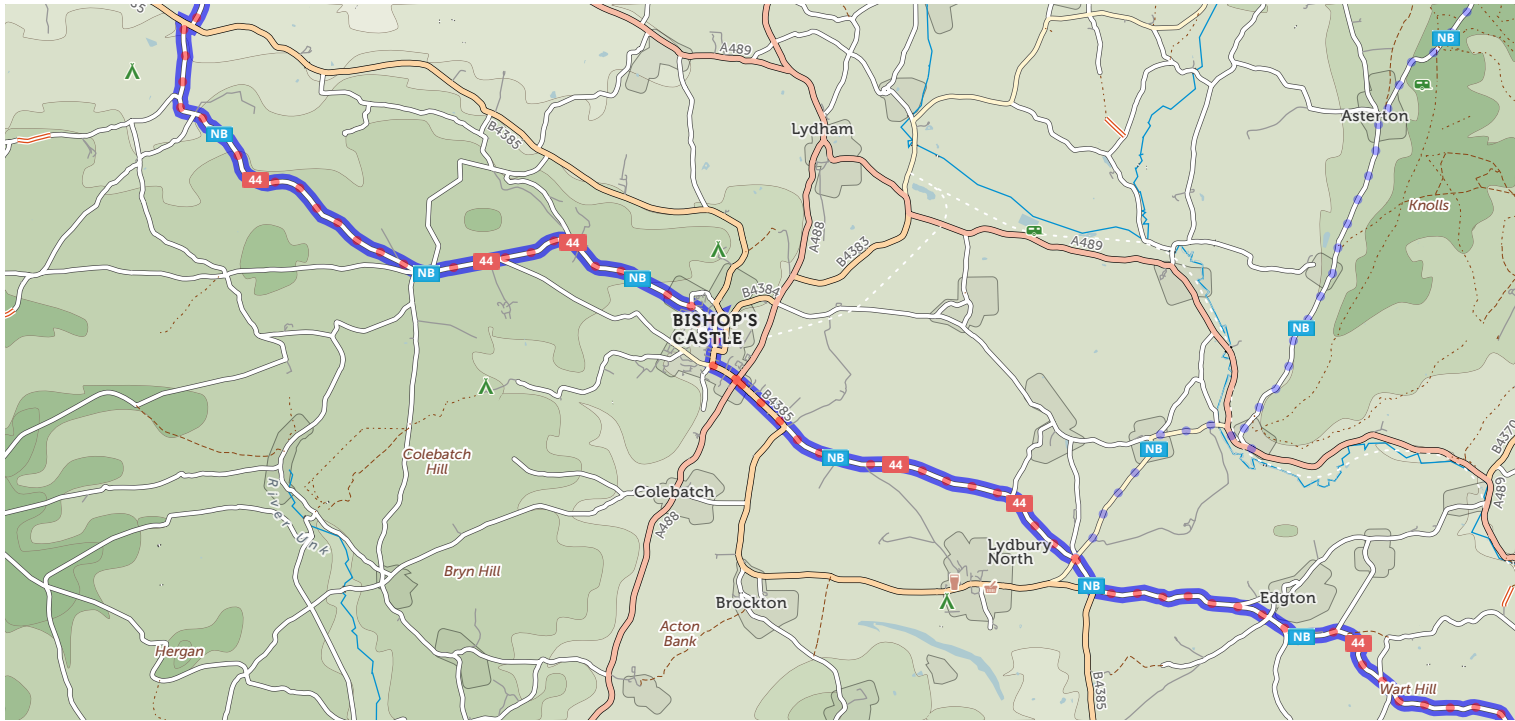 85
NB
A489
B4385
Lydham
NB
Asterton
44
Knolls
A488
B4383
A489
44
44
NB
NB
B4384
BISHOP'S
CASTLE
NB
B4385
Colebatch
Hill
NB
44
NB
B4370
River Unk
Colebatch
A488
44
A489
Lydbury
North
Bryn Hill
NB
Brockton
Edgton
Acton
Bank
NB
44
Hergan
Wart Hill
B4385